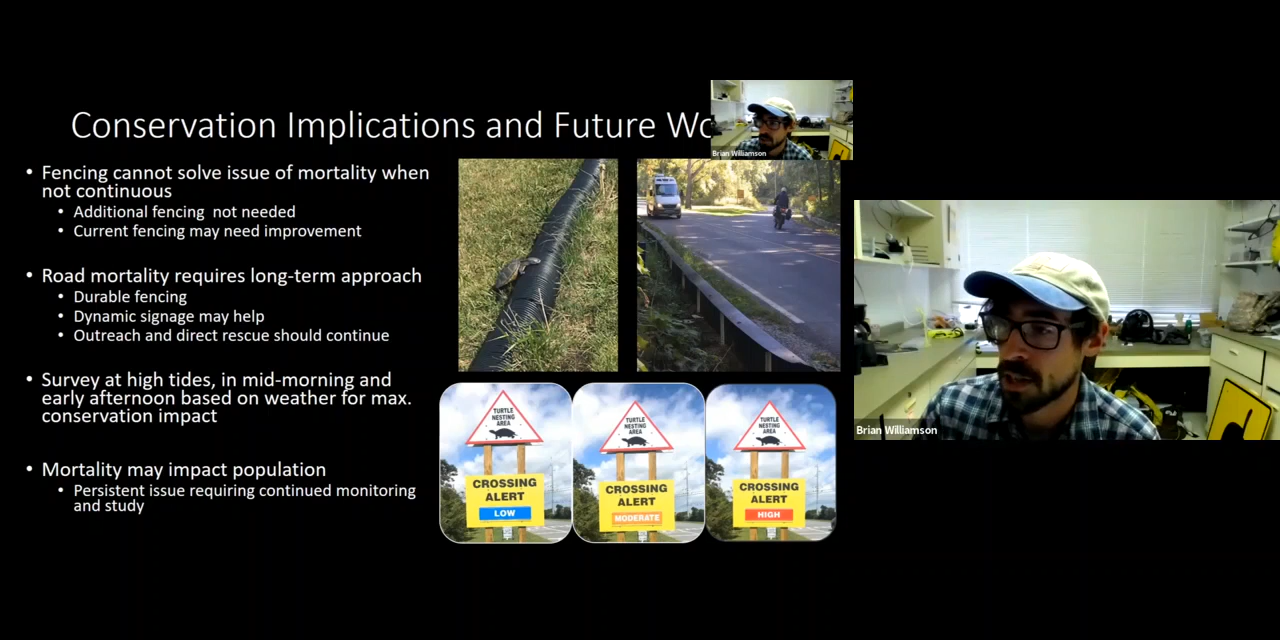 Conservation Implications and Future Wo
Brian Williamson
• Fencing cannot solve issue of mortality when
not continuous
• Additional fencing not needed
• Current fencing may need improvement
• Road mortality requires long-term approach
• Durable fencing
• Dynamic signage may help
• Outreach and direct rescue should continue
• Survey at high tides, in mid-morning and
early afternoon based on weather for max.
conservation impact
• Mortality may impact population
• Persistent issue requiring continued monitoring
and study
TURTLE
NESTING
AREA
CROSSING
ALERT
LOW
TURTLE
NESTING
AREA
CROSSING
ALERT
MODERATE
TURTLE
NESTING
AREA
CROSSING
ALERT
HIGH
Brian Williamson